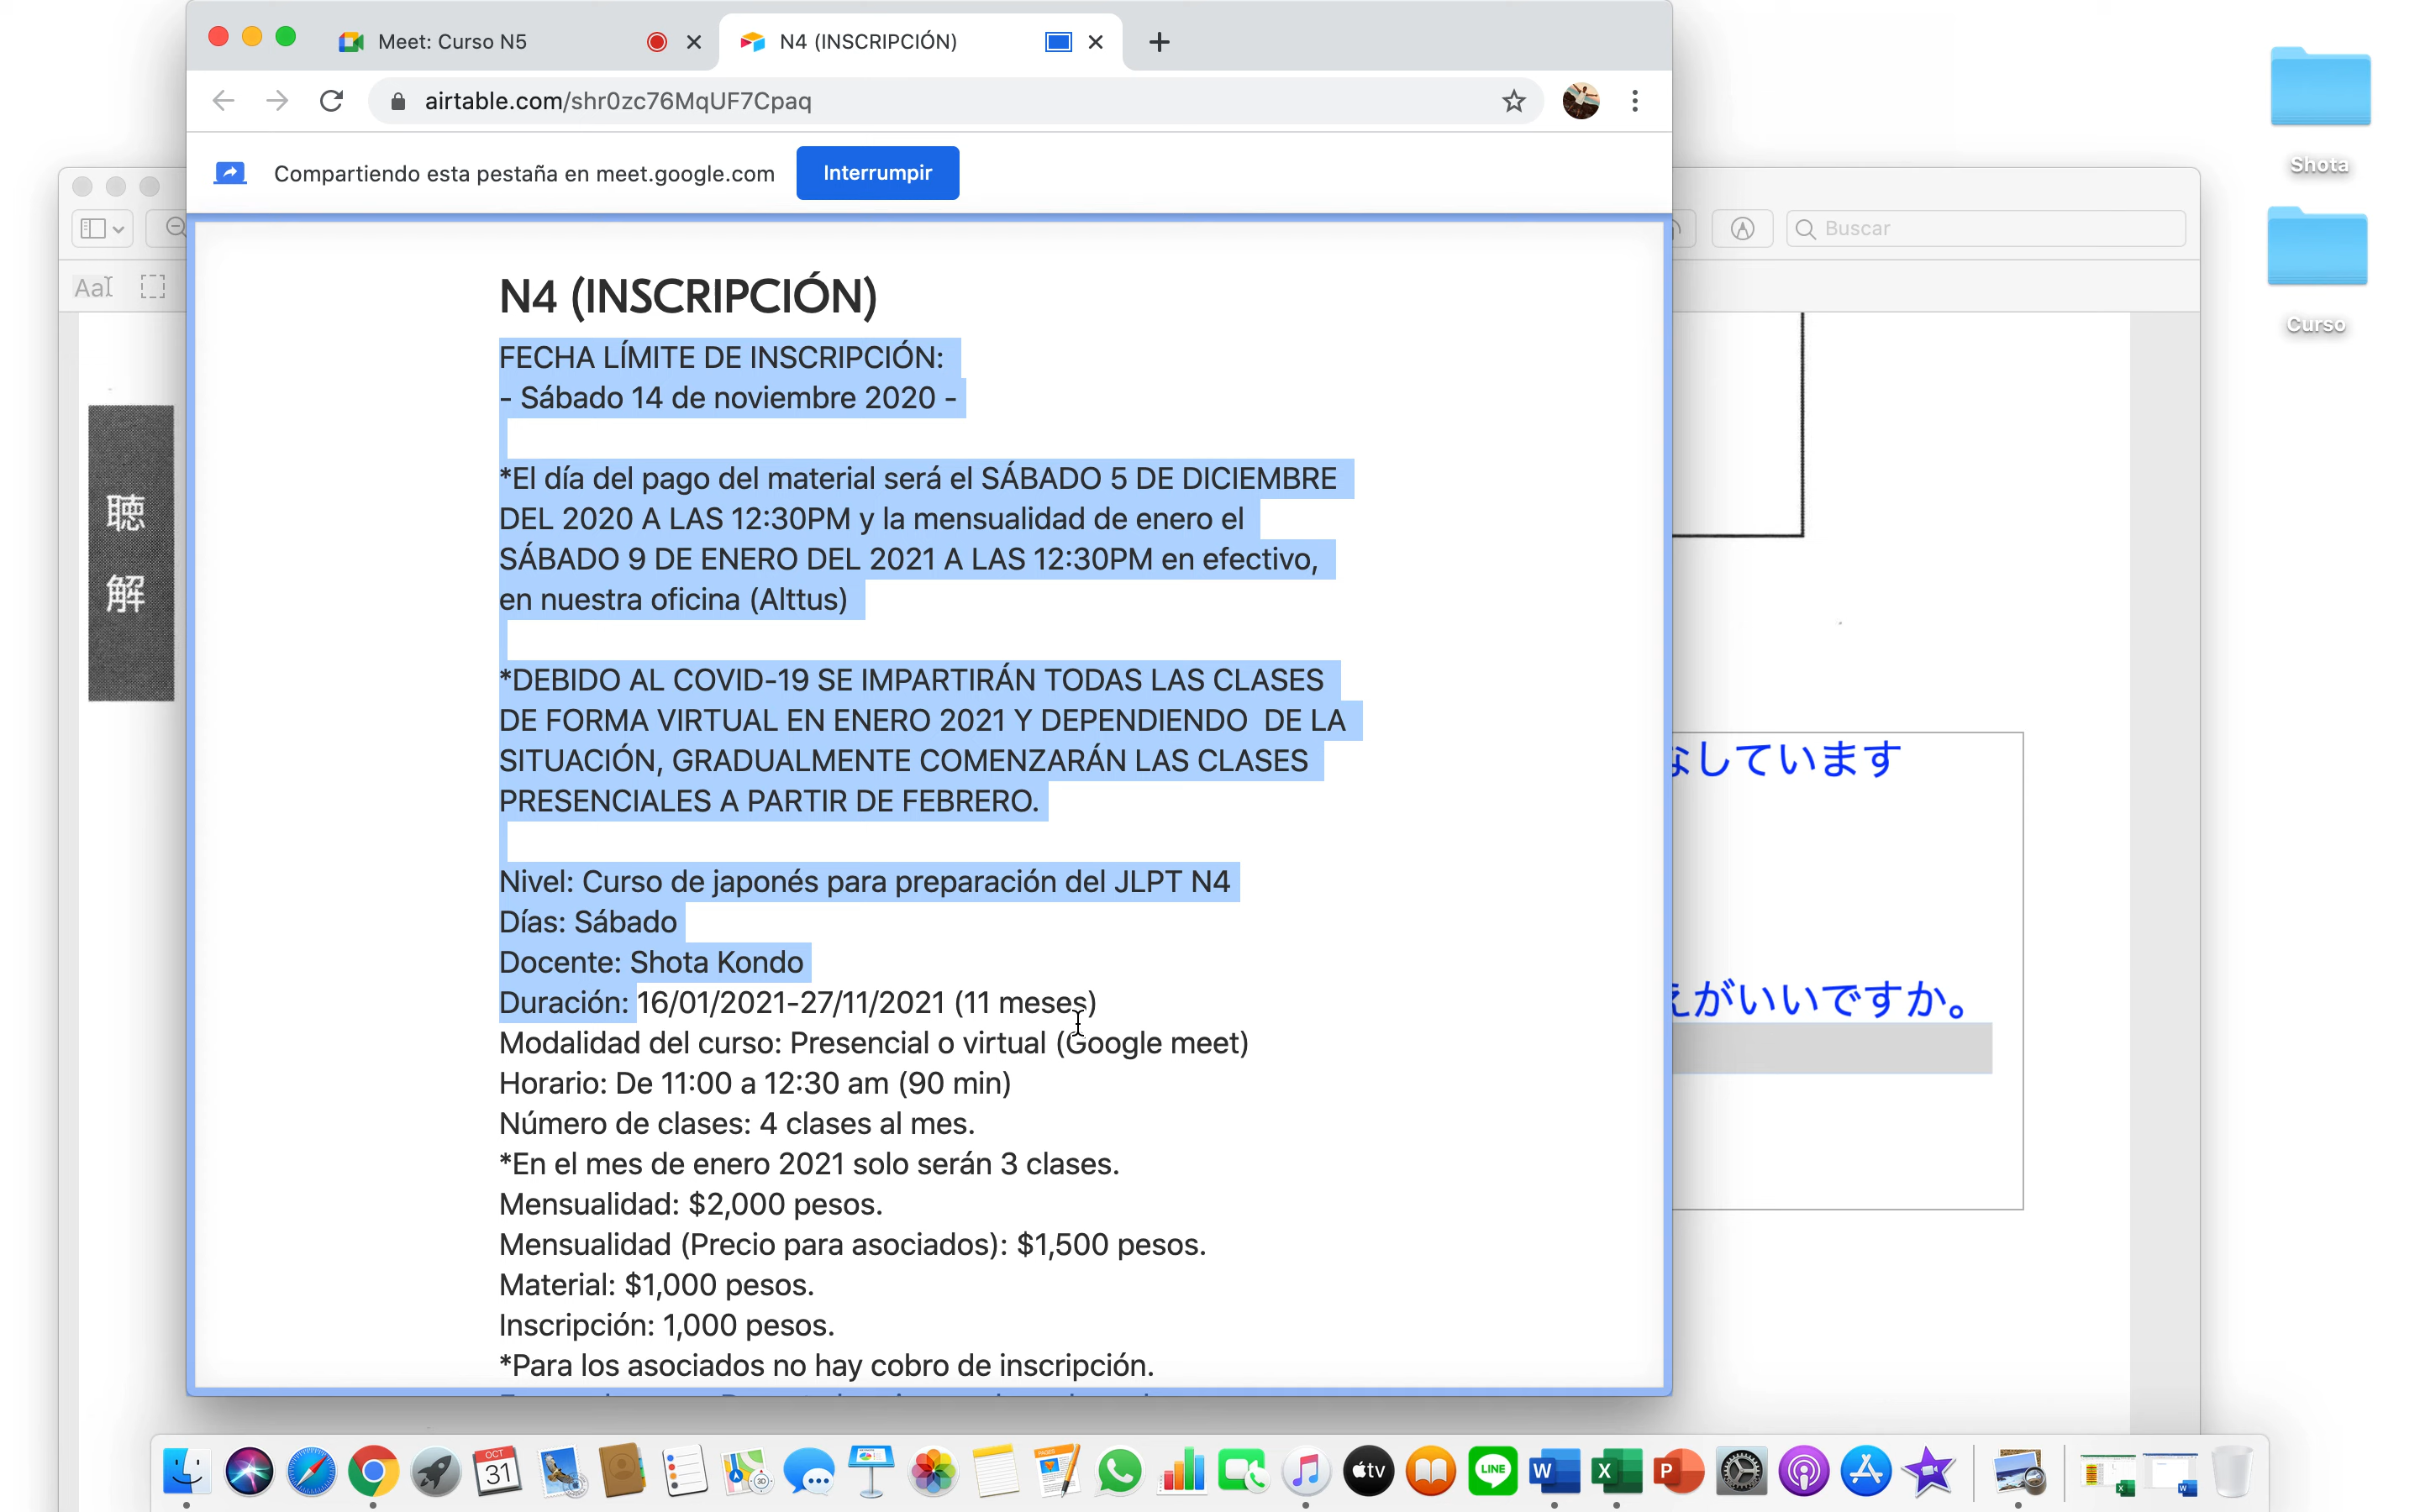 Meet: Curso N5
N4 (INSCRIPCIÓN)
airtable.com/shr0zc76MqUF7Cpaq
Compartiendo esta pestaña en meet.google.com
Interrumpir
Buscar
AaI
Shota
Curso
聴解
N4 (INSCRIPCIÓN)
FECHA LÍMITE DE INSCRIPCIÓN:
- Sábado 14 de noviembre 2020 -
*El día del pago del material será el SÁBADO 5 DE DICIEMBRE
DEL 2020 A LAS 12:30PM y la mensualidad de enero el
SÁBADO 9 DE ENERO DEL 2021 A LAS 12:30PM en efectivo,
en nuestra oficina (Alttus)
*DEBIDO AL COVID-19 SE IMPARTIRÁN TODAS LAS CLASES
DE FORMA VIRTUAL EN ENERO 2021 Y DEPENDIENDO  DE LA
SITUACIÓN, GRADUALMENTE COMENZARÁN LAS CLASES
PRESENCIALES A PARTIR DE FEBRERO.
Nivel: Curso de japonés para preparación del JLPT N4
Días: Sábado
Docente: Shota Kondo
Duración: 16/01/2021-27/11/2021 (11 meses)
Modalidad del curso: Presencial o virtual (Google meet)
Horario: De 11:00 a 12:30 am (90 min)
Número de clases: 4 clases al mes.
*En el mes de enero 2021 solo serán 3 clases.
Mensualidad: $2,000 pesos.
Mensualidad (Precio para asociados): $1,500 pesos.
Material: $1,000 pesos.
Inscripción: 1,000 pesos.
*Para los asociados no hay cobro de inscripción.
しています
がいいですか。
OCT
31
3D
PAGES
tv
LINE
W
X
P
X
W